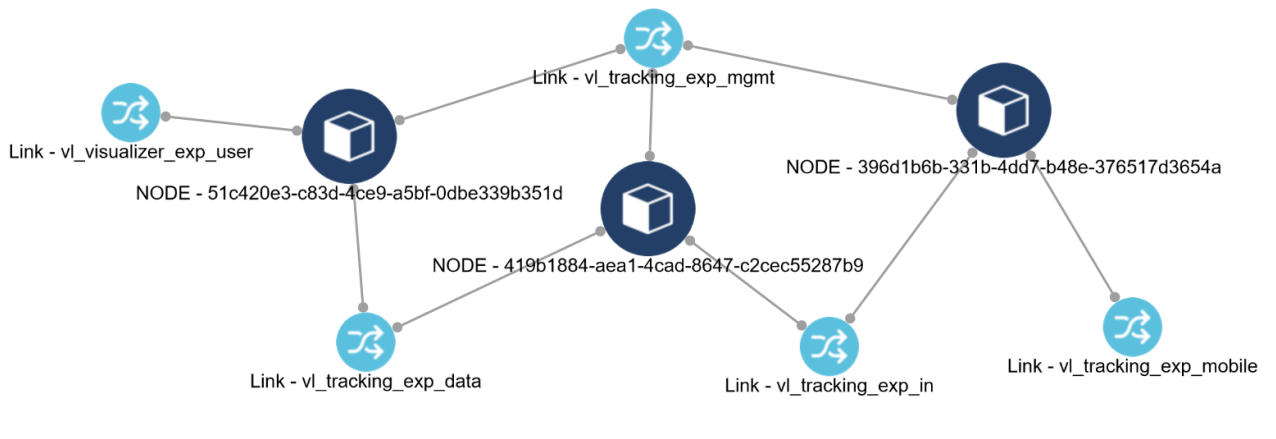 Link - vl_tracking_exp_mgmt
Link - vl_visualizer_exp_user
NODE - 396d1b6b-331b-4dd7-b48e-376517d3654a
NODE - 51c420e3-c83d-4ce9-a5bf-0dbe339b351d
NODE - 419b1884-aea1-4cad-8647-c2cec55287b9
Link - vl_tracking_exp_mobile
Link - vl_tracking_exp_data
Link - vl_tracking_exp_in